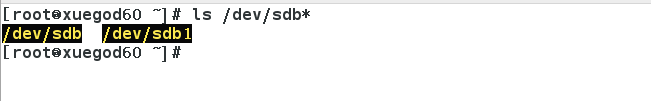 [root@xuegod60 ~]# ls /dev/sdb*
/dev/sdb  /dev/sdb1
[root@xuegod60 ~]#